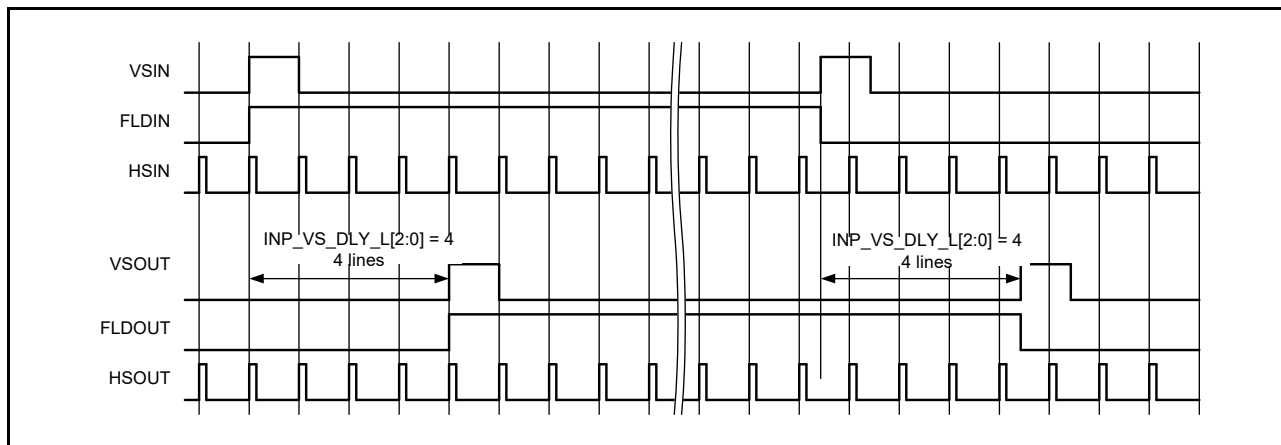 VSIN
FLDIN
HSIN
INP_VS_DLY_L[2:0] = 4
4 lines
INP_VS_DLY_L[2:0] = 4
4 lines
VSOUT
FLDOUT
HSOUT